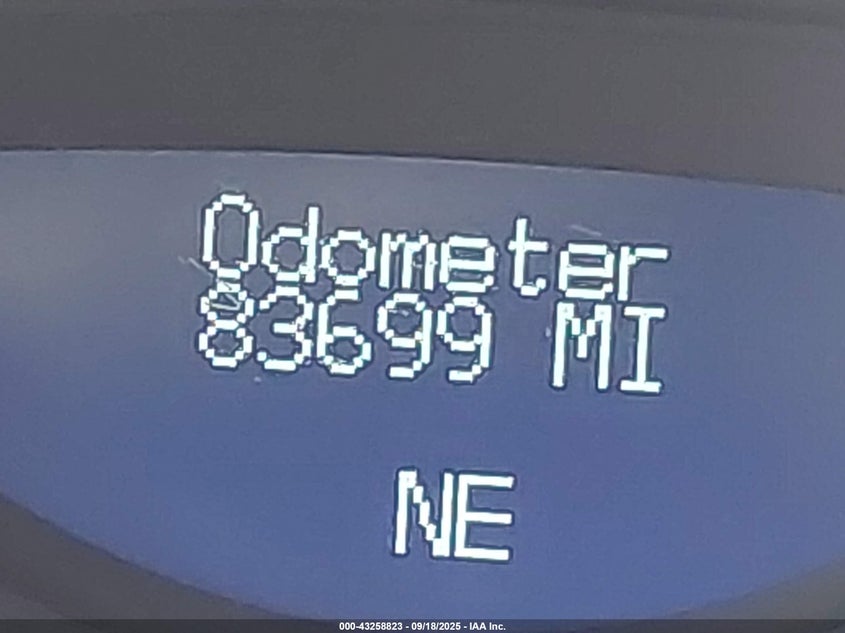 Odometer
83699 MI
NE
000-43258823 - 09/18/2025 - IAA Inc.